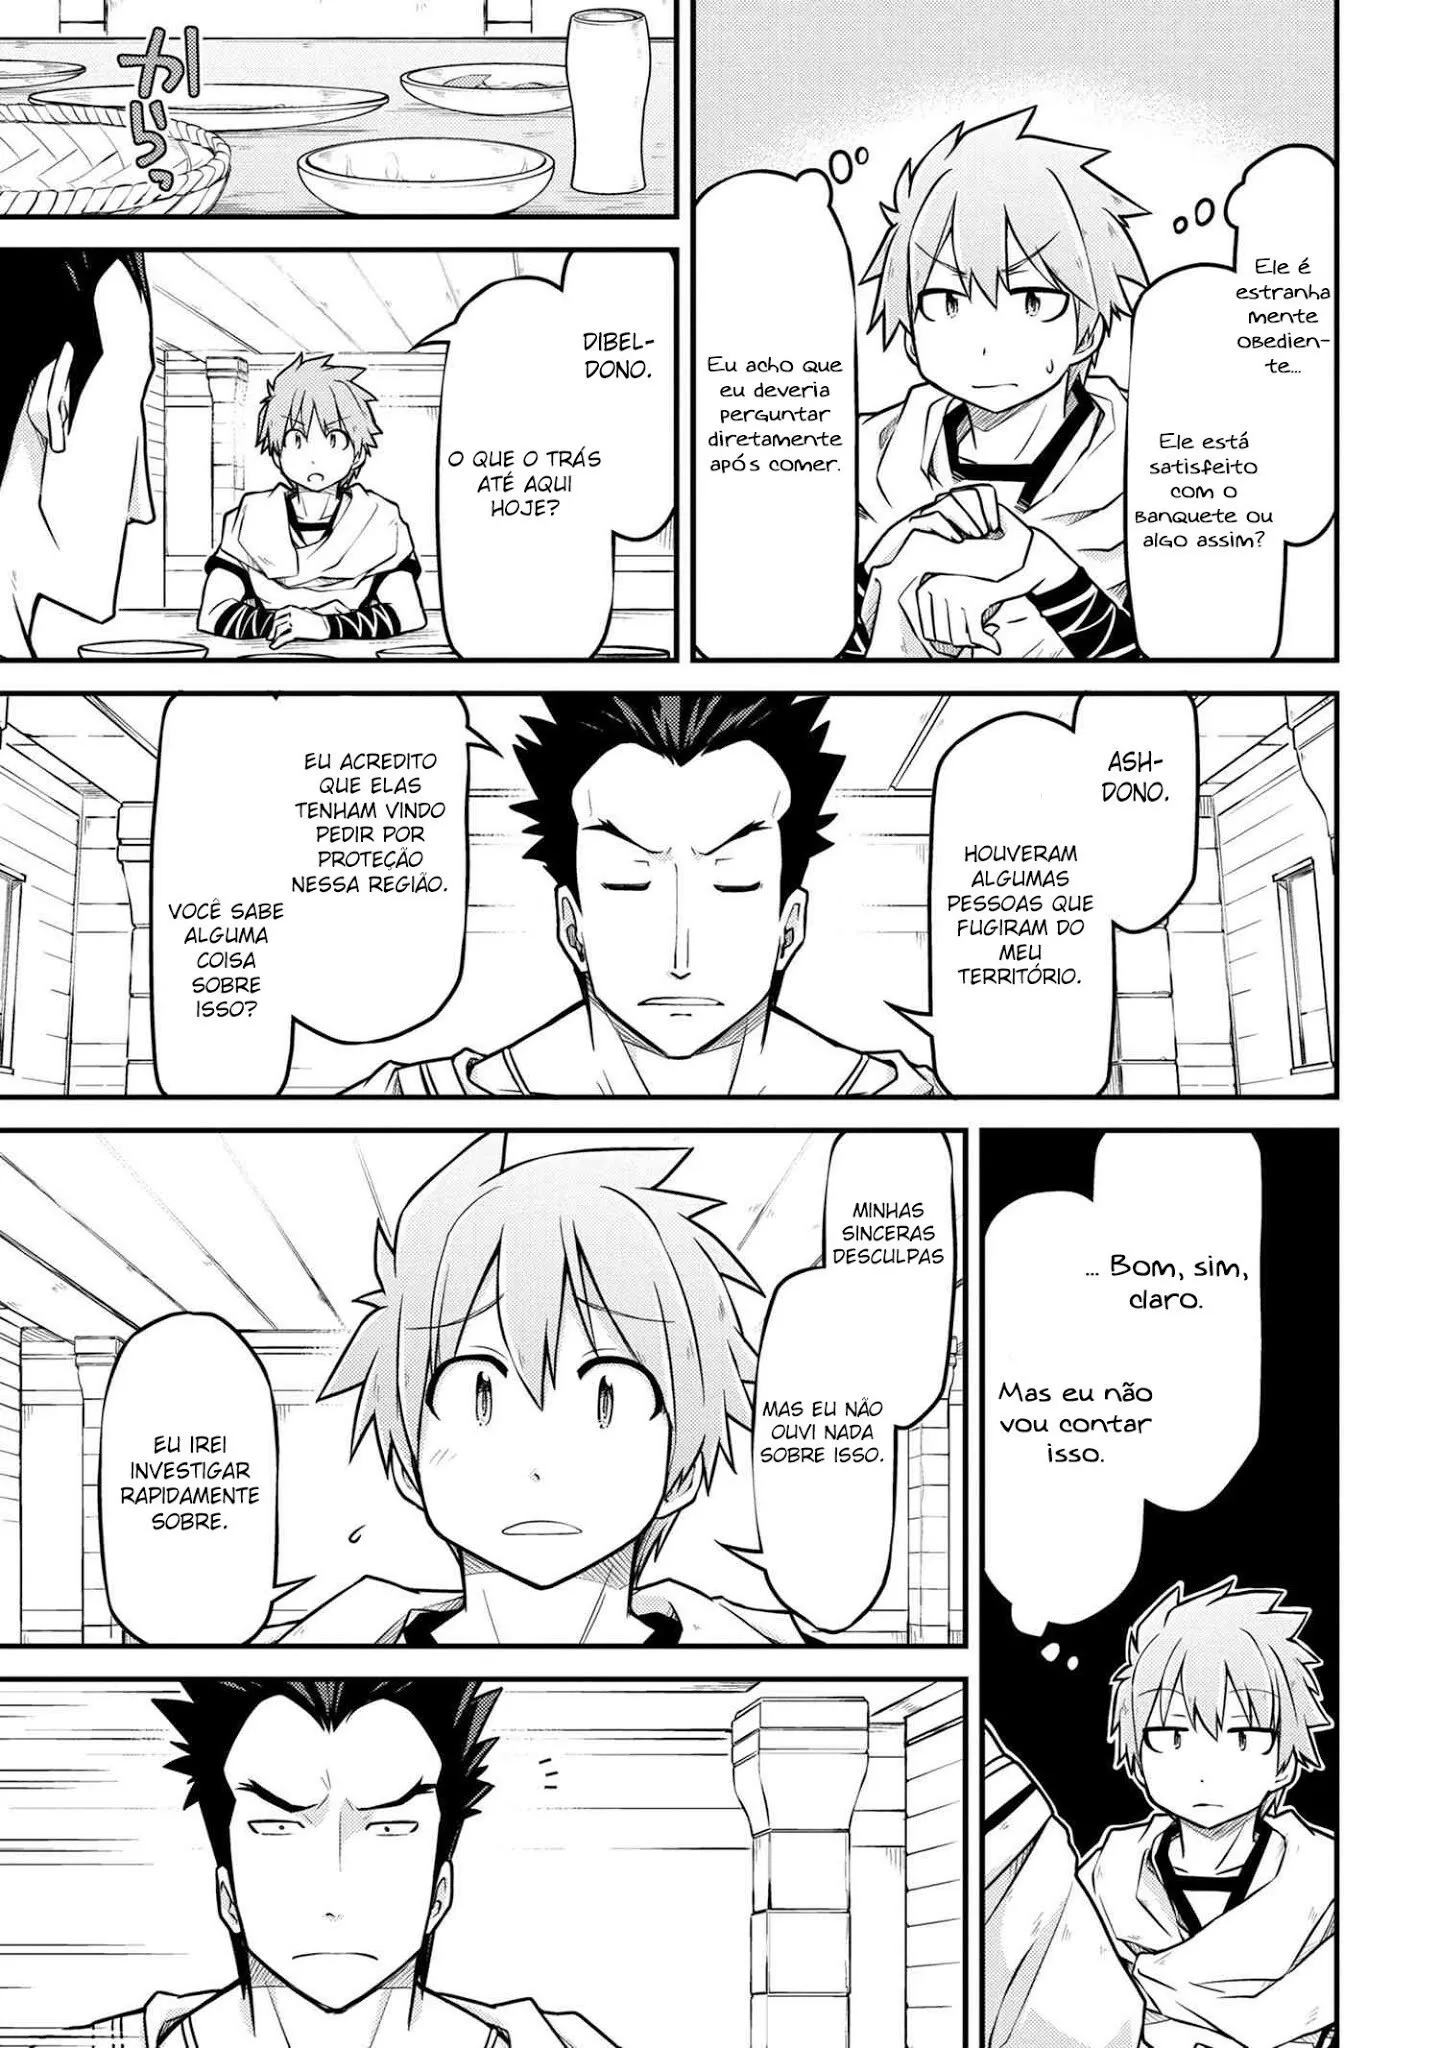 Ele é
estranha
mente
obedien-
te...
Ele está
satisfeito
com o
banquete ou
algo assim?
Eu acho que
eu deveria
perguntar
diretamente
após comer.
からっ
DIBEL-
DONO.
O QUE O TRÁS
ATÉ AQUI
HOJE?
ASH-
DONO.
HOUVERAM
ALGUMAS
PESSOAS QUE
FUGIRAM DO
MEU
TERRITÓRIO.
EU ACREDITO
QUE ELAS
TENHAM VINDO
PEDIR POR
PROTEÇÃO
NESSA REGIÃO.
VOCÊ SABE
ALGUMA
COISA
SOBRE
ISSO?
... Bom, sim,
claro.
Mas eu não
vou contar
isso.
MINHAS
SINCERAS
DESCULPAS
MAS EU NÃO
OUVI NADA
SOBRE ISSO.
EU IREI
INVESTIGAR
RAPIDAMENTE
SOBRE.